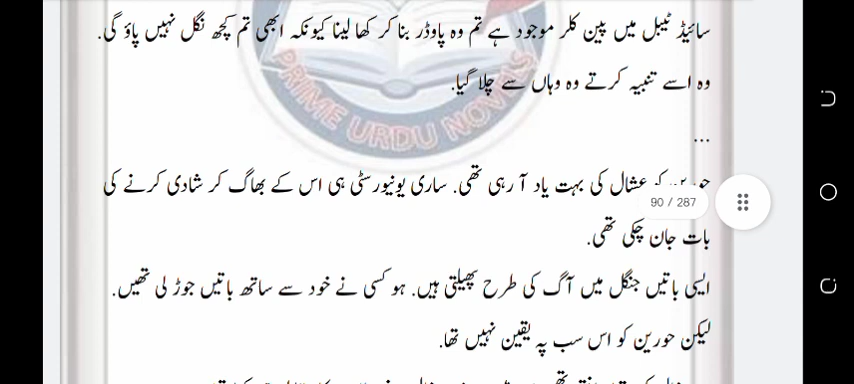 سائیڈ ٹیبل میں پین کلر موجود ہے تم وہ پاوڈر بنا کر کھا لینا کیونکہ ابھی تم کچھ نگل نہیں پاؤ گی.
وہ اسے تنبیہ کرتے وہ وہاں سے چلا گیا.
PRIME URDU NOVELS
...
حورین کو عشال کی بہت یاد آ رہی تھی. ساری یونیورسٹی ہی اس کے بھاگ کر شادی کرنے کی
90 / 287
بات جان چکی تھی.
ایسی باتیں جنگل میں آگ کی طرح پھیلتی ہیں. ہو کسی نے خود سے ساتھ باتیں جوڑ لی تھیں.
لیکن حورین کو اس سب پہ یقین نہیں تھا.